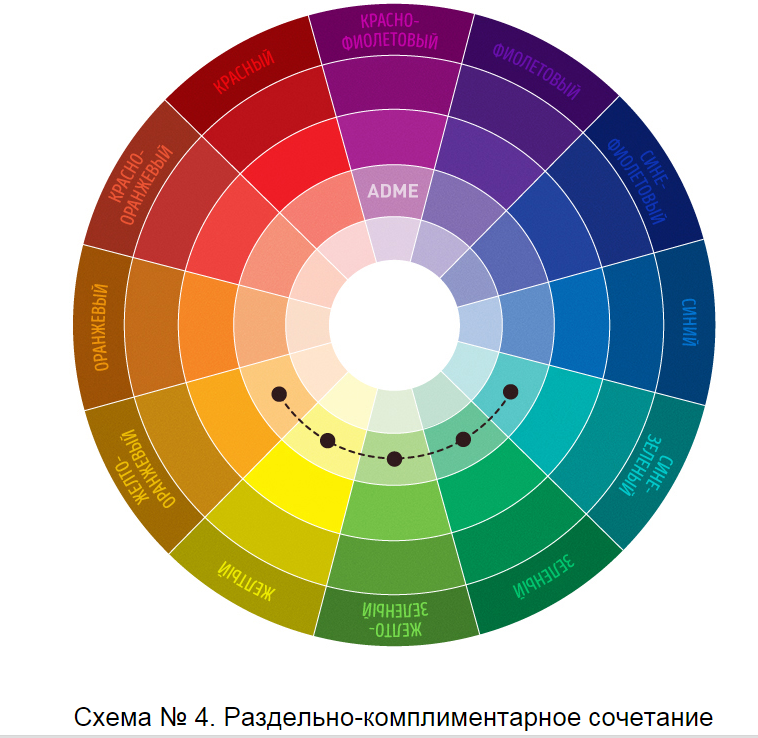 КРАСНО-
ФИОЛЕТОВЫЙ
ФИОЛЕТОВЫЙ
СИНЕ-
ФИОЛЕТОВЫЙ
СИНИЙ
СИНЕ-
ЗЕЛЕНЫЙ
ЗЕЛЕНЫЙ
ЖЕЛТО-
ЗЕЛЕНЫЙ
ЖЕЛТЫЙ
ЖЕЛТО-
ОРАНЖЕВЫЙ
ОРАНЖЕВЫЙ
КРАСНО-
ОРАНЖЕВЫЙ
КРАСНЫЙ
ADME
Схема № 4. Раздельно-комплиментарное сочетание